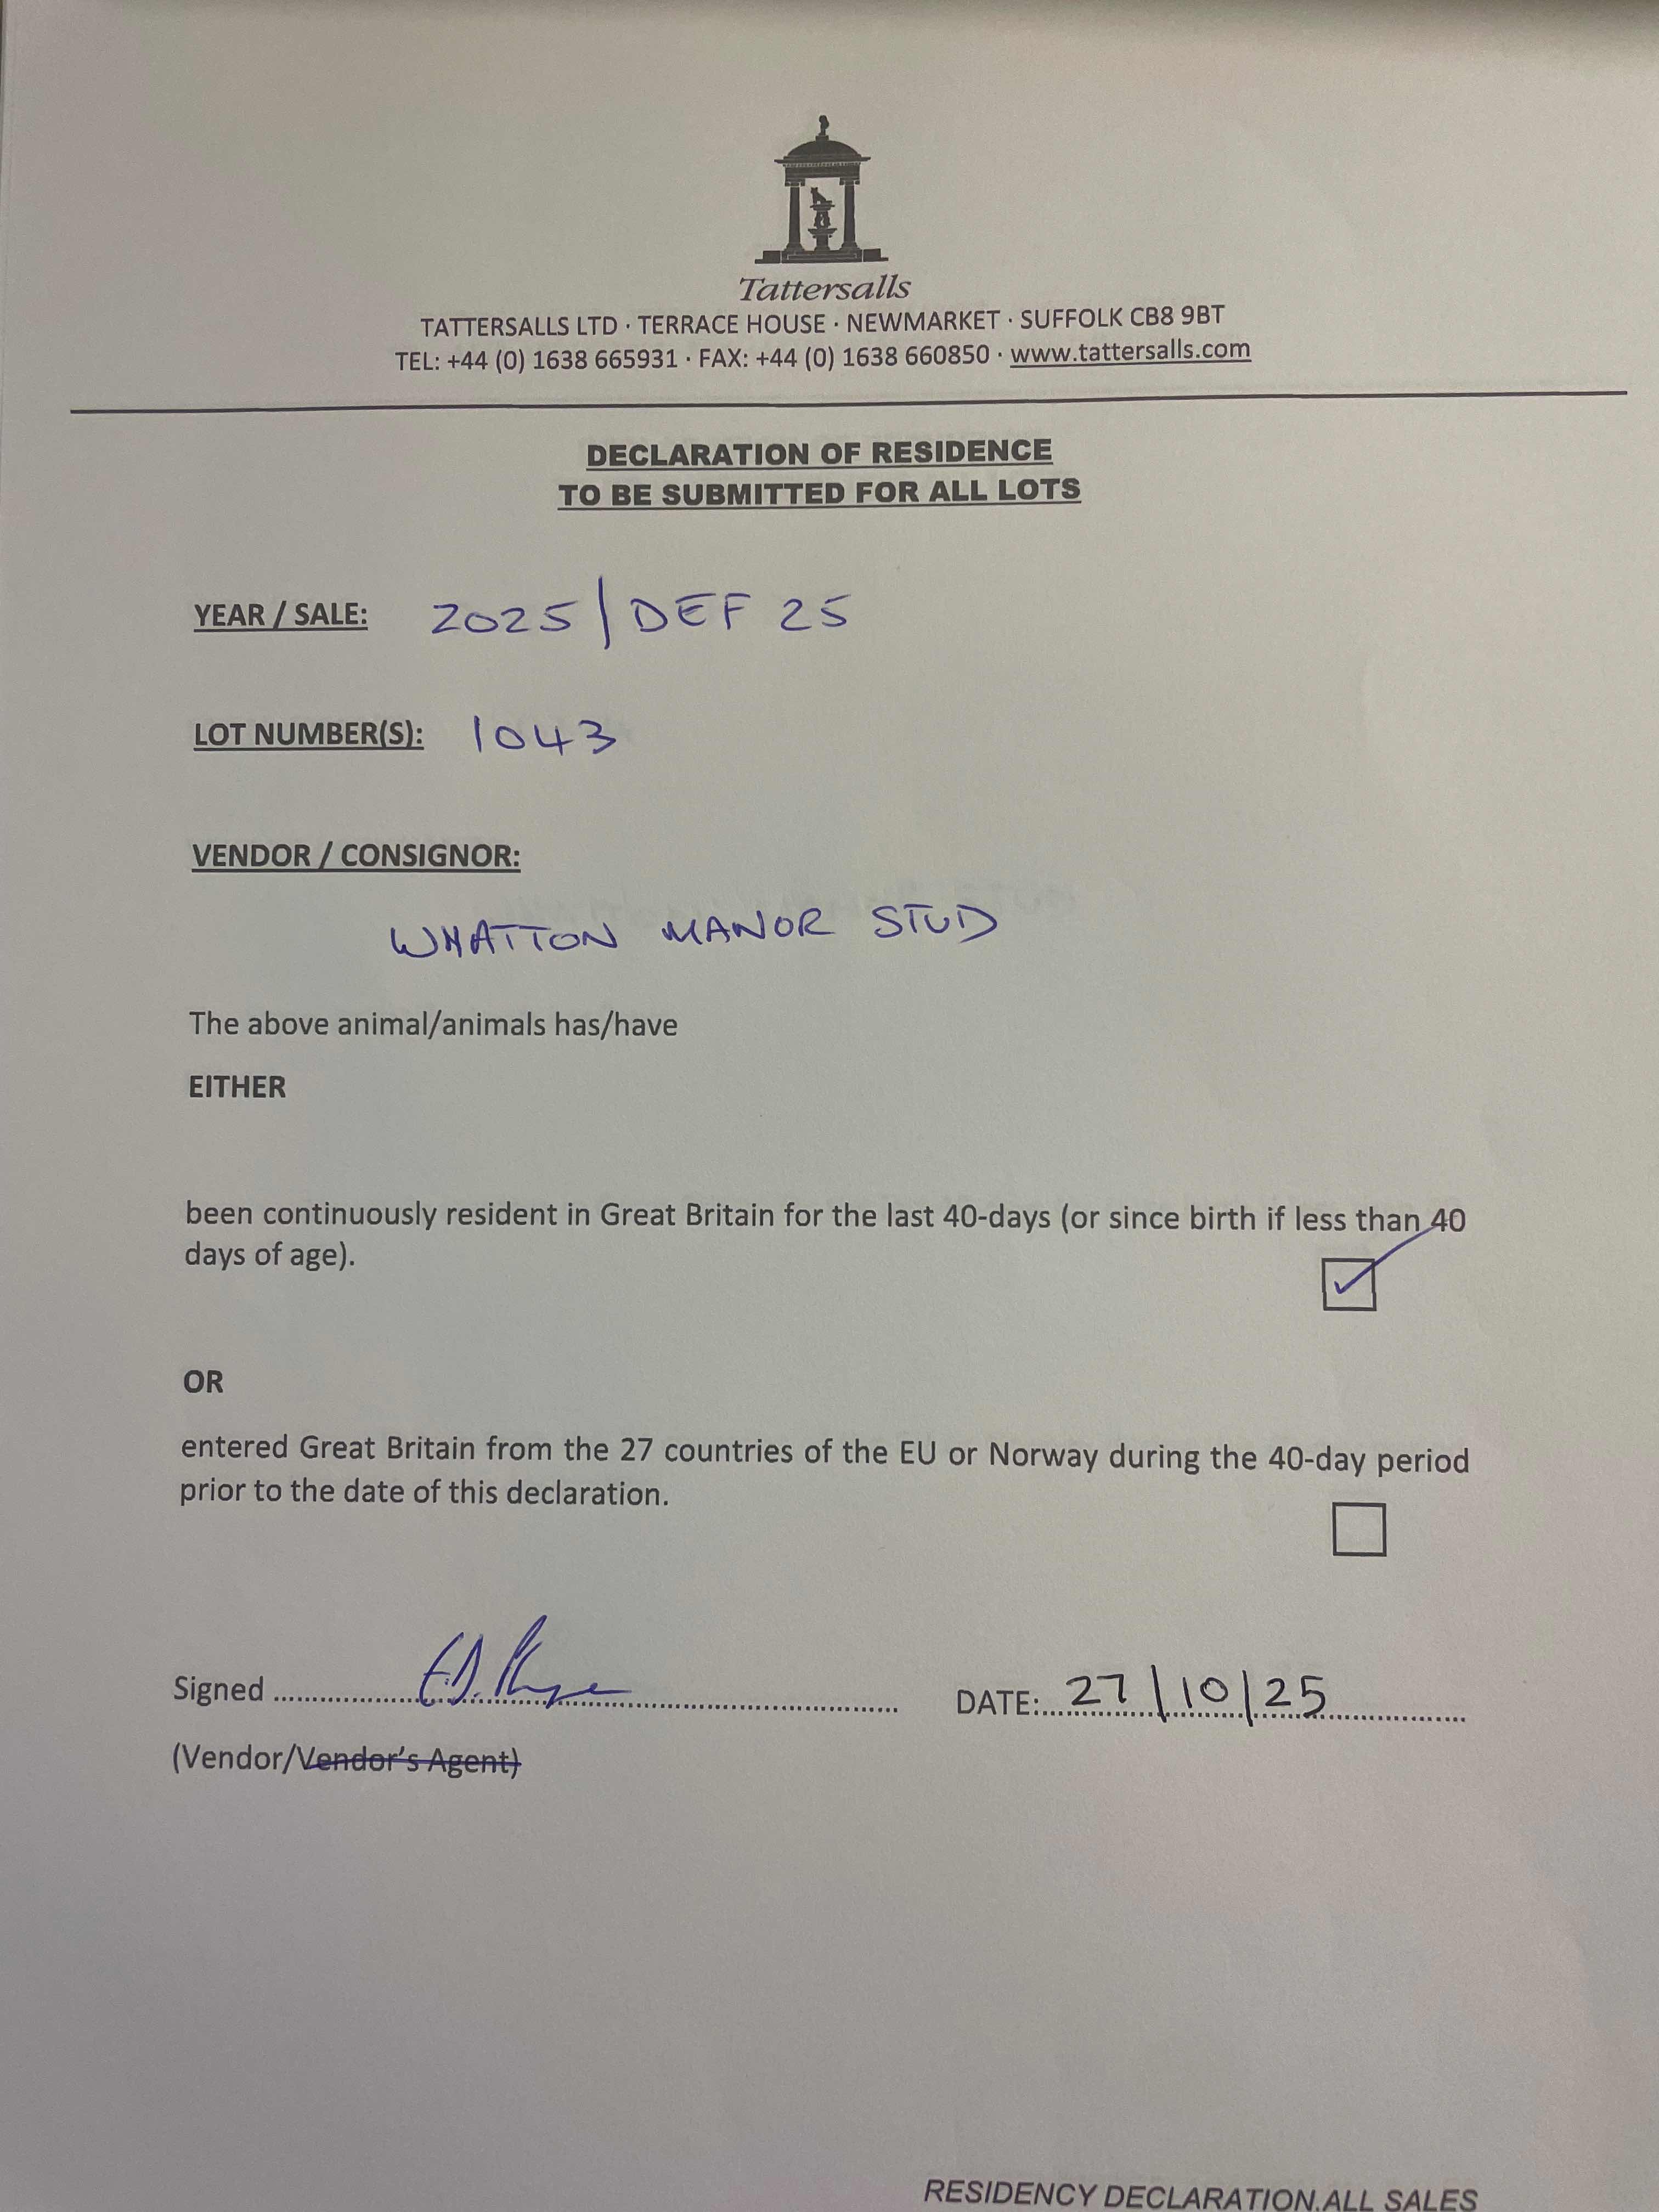 Tattersalls
TATTERSALLS LTD · TERRACE HOUSE · NEWMARKET · SUFFOLK CB8 9BT
TEL: +44 (0) 1638 665931 · FAX: +44 (0) 1638 660850 · www.tattersalls.com
DECLARATION OF RESIDENCE
TO BE SUBMITTED FOR ALL LOTS
YEAR / SALE: 2025 | DEF 25
LOT NUMBER(S): 1043
VENDOR / CONSIGNOR:
WHATTON MANOR STUD
The above animal/animals has/have
EITHER
been continuously resident in Great Britain for the last 40-days (or since birth if less than 40
days of age).
OR
entered Great Britain from the 27 countries of the EU or Norway during the 40-day period
prior to the date of this declaration.
Signed DATE: 27/10/25
(Vendor/Vendor's Agent)
RESIDENCY DECLARATION.ALL SALES